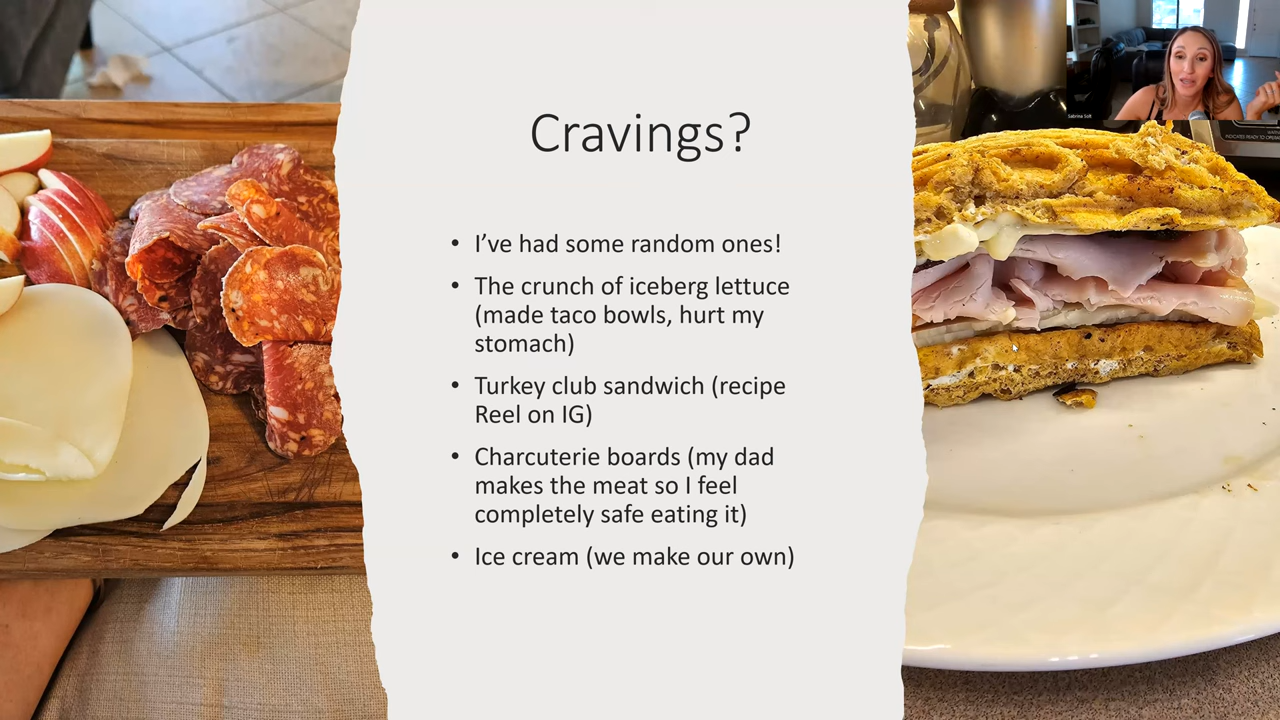 Cravings?
• I’ve had some random ones!
• The crunch of iceberg lettuce
(made taco bowls, hurt my
stomach)
• Turkey club sandwich (recipe
Reel on IG)
• Charcuterie boards (my dad
makes the meat so I feel
completely safe eating it)
• Ice cream (we make our own)
Sabrina Solt